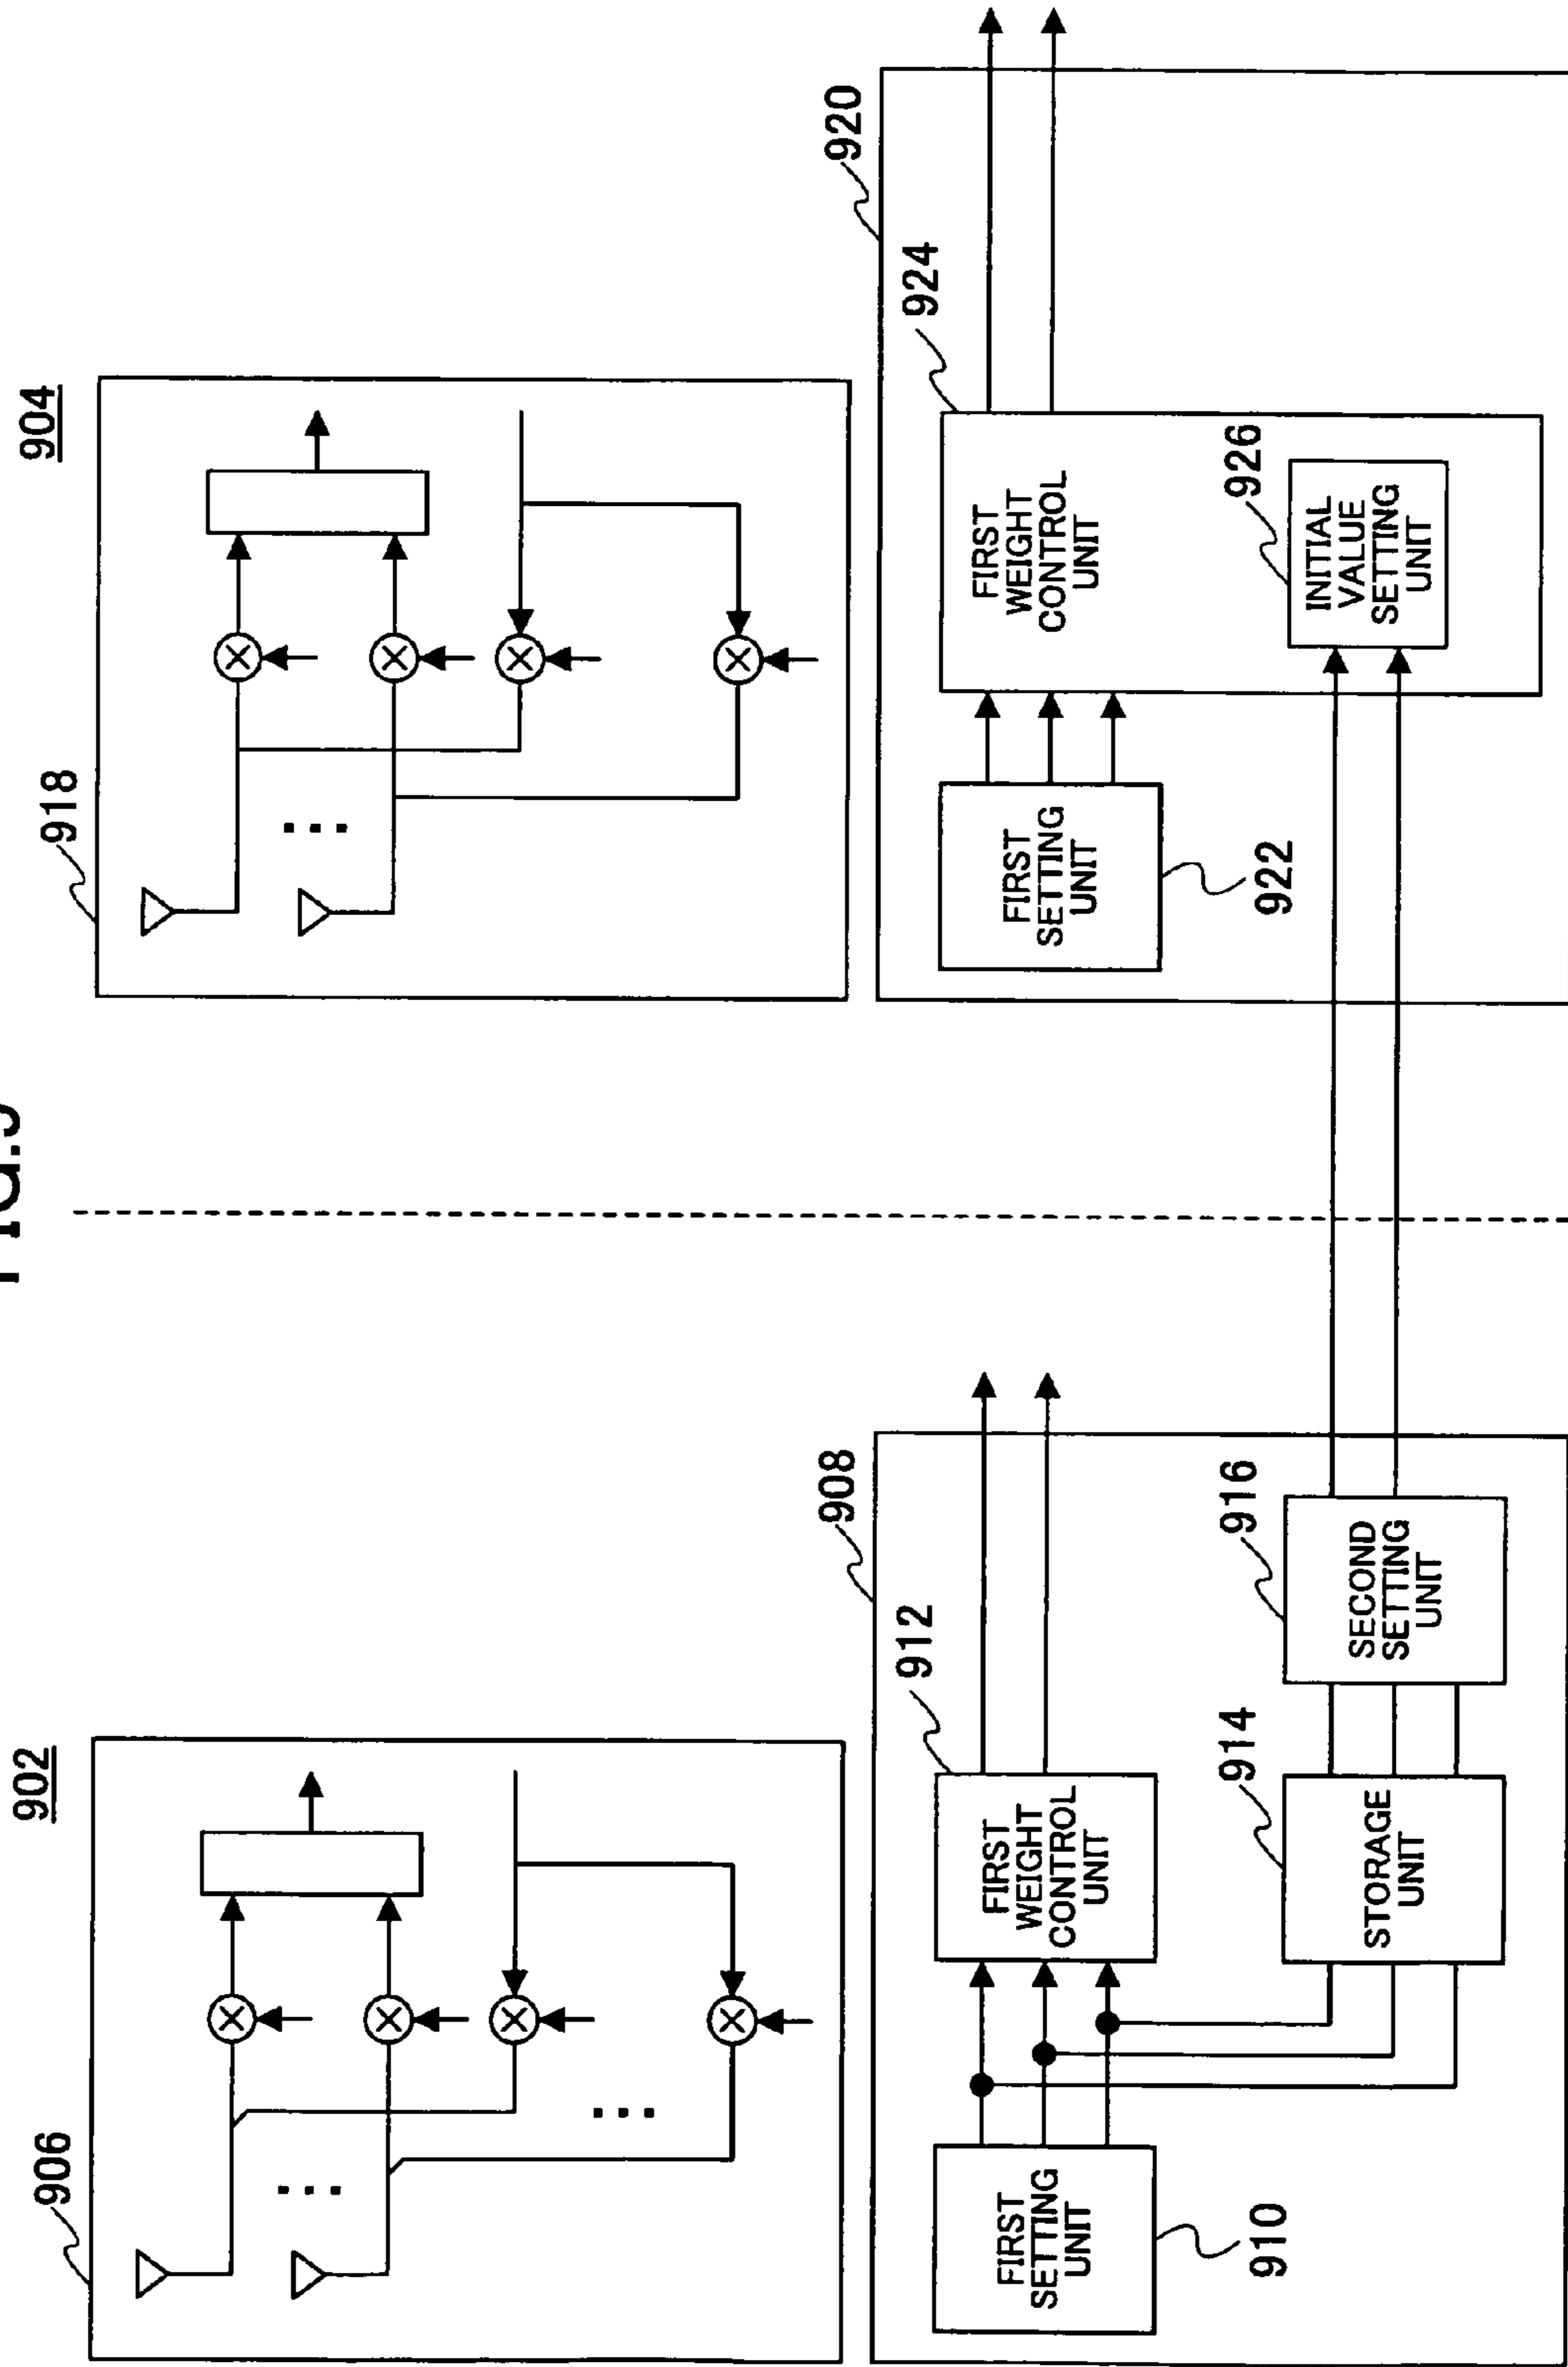 902
906
908
912
FIRST
WEIGHT
CONTROL
UNIT
FIRST
SETTING
UNIT
910
914
STORAGE
UNIT
916
SECOND
SETTING
UNIT
904
918
920
924
FIRST
WEIGHT
CONTROL
UNIT
FIRST
SETTING
UNIT
922
926
INITIAL
VALUE
SETTING
UNIT